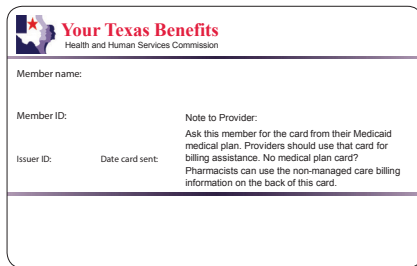 Your Texas Benefits
Health and Human Services Commission
Member name:
Member ID:
Note to Provider:
Ask this member for the card from their Medicaid
medical plan. Providers should use that card for
billing assistance. No medical plan card?
Pharmacists can use the non-managed care billing
information on the back of this card.
Issuer ID:
Date card sent: